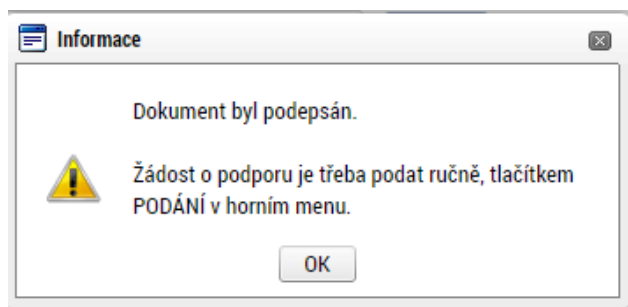 Informace
Dokument byl podepsán.
Žádost o podporu je třeba podat ručně, tlačítkem
PODÁNÍ v horním menu.
OK